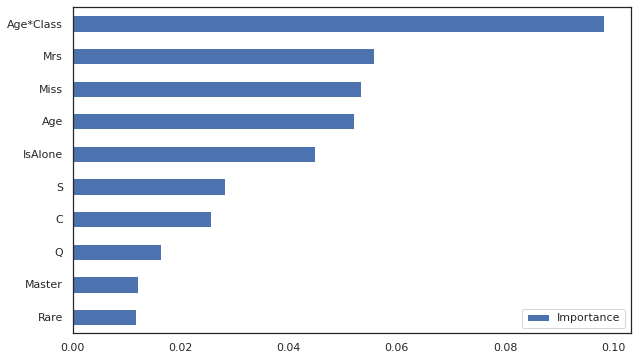 Age*Class
Mrs
Miss
Age
IsAlone
S
C
Q
Master
Rare
Importance
0.00 0.02 0.04 0.06 0.08 0.10